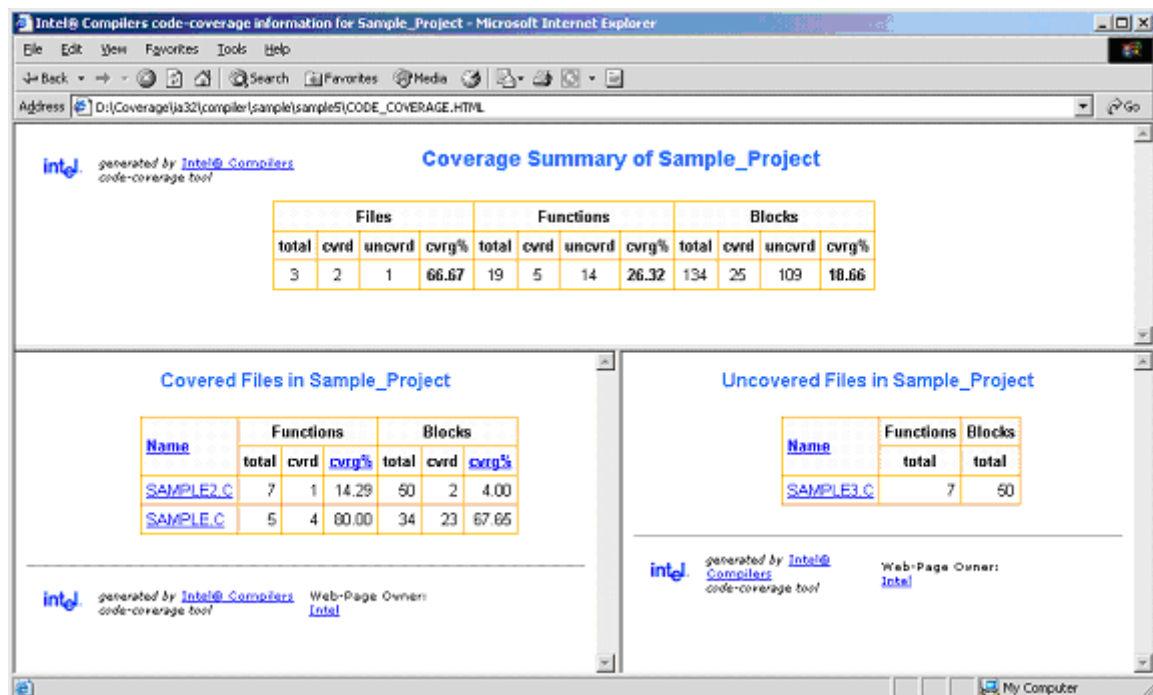 Intel® Compilers code-coverage information for Sample_Project - Microsoft Internet Explorer
File Edit View Favorites Tools Help
Back Search Favorites Media
Address D:\Coverage\ia32\compiler\sample\sample5\CODE_COVERAGE.HTML Go
intel. generated by Intel® Compilers
code-coverage tool
Coverage Summary of Sample_Project
Files Functions Blocks
total cvrd uncvrd cvrg% total cvrd uncvrd cvrg% total cvrd uncvrd cvrg%
3 2 1 66.67 19 5 14 26.32 134 25 109 18.66
Covered Files in Sample_Project
Name Functions Blocks
total cvrd cvrg% total cvrd cvrg%
SAMPLE2.C 7 1 14.29 50 2 4.00
SAMPLE.C 5 4 80.00 34 23 67.65
intel. generated by Intel® Compilers
code-coverage tool
Web-Page Owner:
Intel
Uncovered Files in Sample_Project
Name Functions Blocks
total total
SAMPLE3.C 7 50
intel. generated by Intel®
Compilers
code-coverage tool
Web-Page Owner:
Intel
My Computer